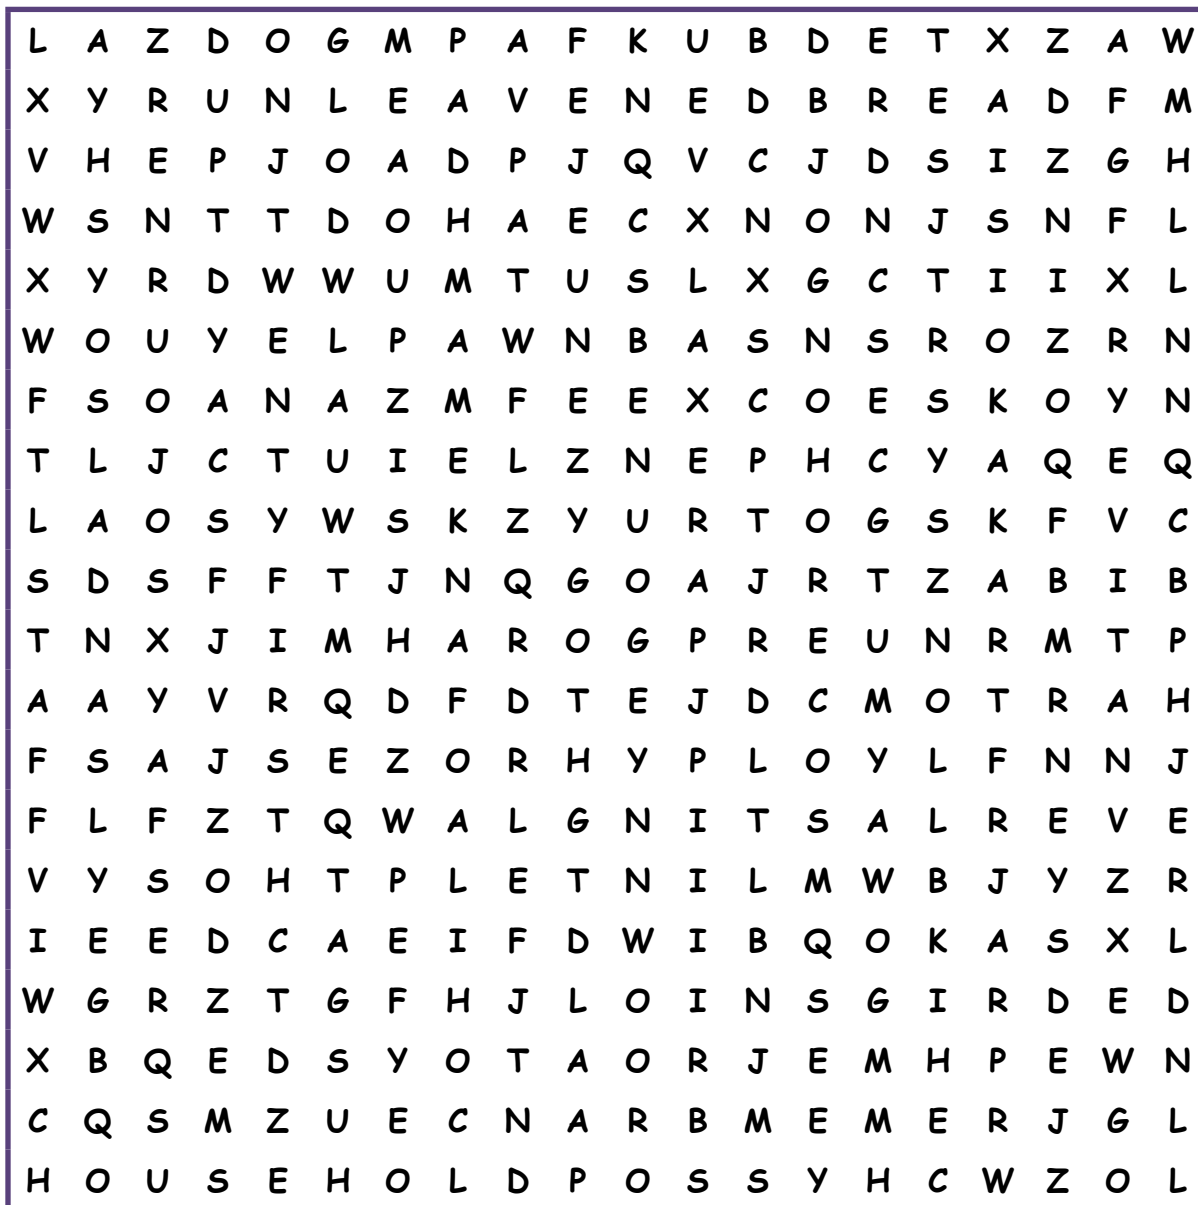 L A Z D O G M P A F K U B D E T X Z A W
X Y R U N L E A V E N E D B R E A D F M
V H E P J O A D P J Q V C J D S I Z G H
W S N T T D O H A E C X N O N J S N F L
X Y R D W W U M T U S L X G C T I I X L
W O U Y E L P A W N B A S N S R O Z R N
F S O A N A Z M F E E X C O E S K O Y N
T L J C T U I E L Z N E P H C Y A Q E Q
L A O S Y W S K Z Y U R T O G S K F V C
S D S F F T J N Q G O A J R T Z A B I B
T N X J I M H A R O G P R E U N R M T P
A A Y V R Q D F D T E J D C M O T R A H
F S A J S E Z O R H Y P L O Y L F N N J
F L F Z T Q W A L G N I T S A L R E V E
V Y S O H T P L E T N I L M W B J Y Z R
I E E D C A E I F D W I B Q O K A S X L
W G R Z T G F H J L O I N S G I R D E D
X B Q E D S Y O T A O R J E M H P E W N
C Q S M Z U E C N A R B M E M E R J G L
H O U S E H O L D P O S S Y H C W Z O L